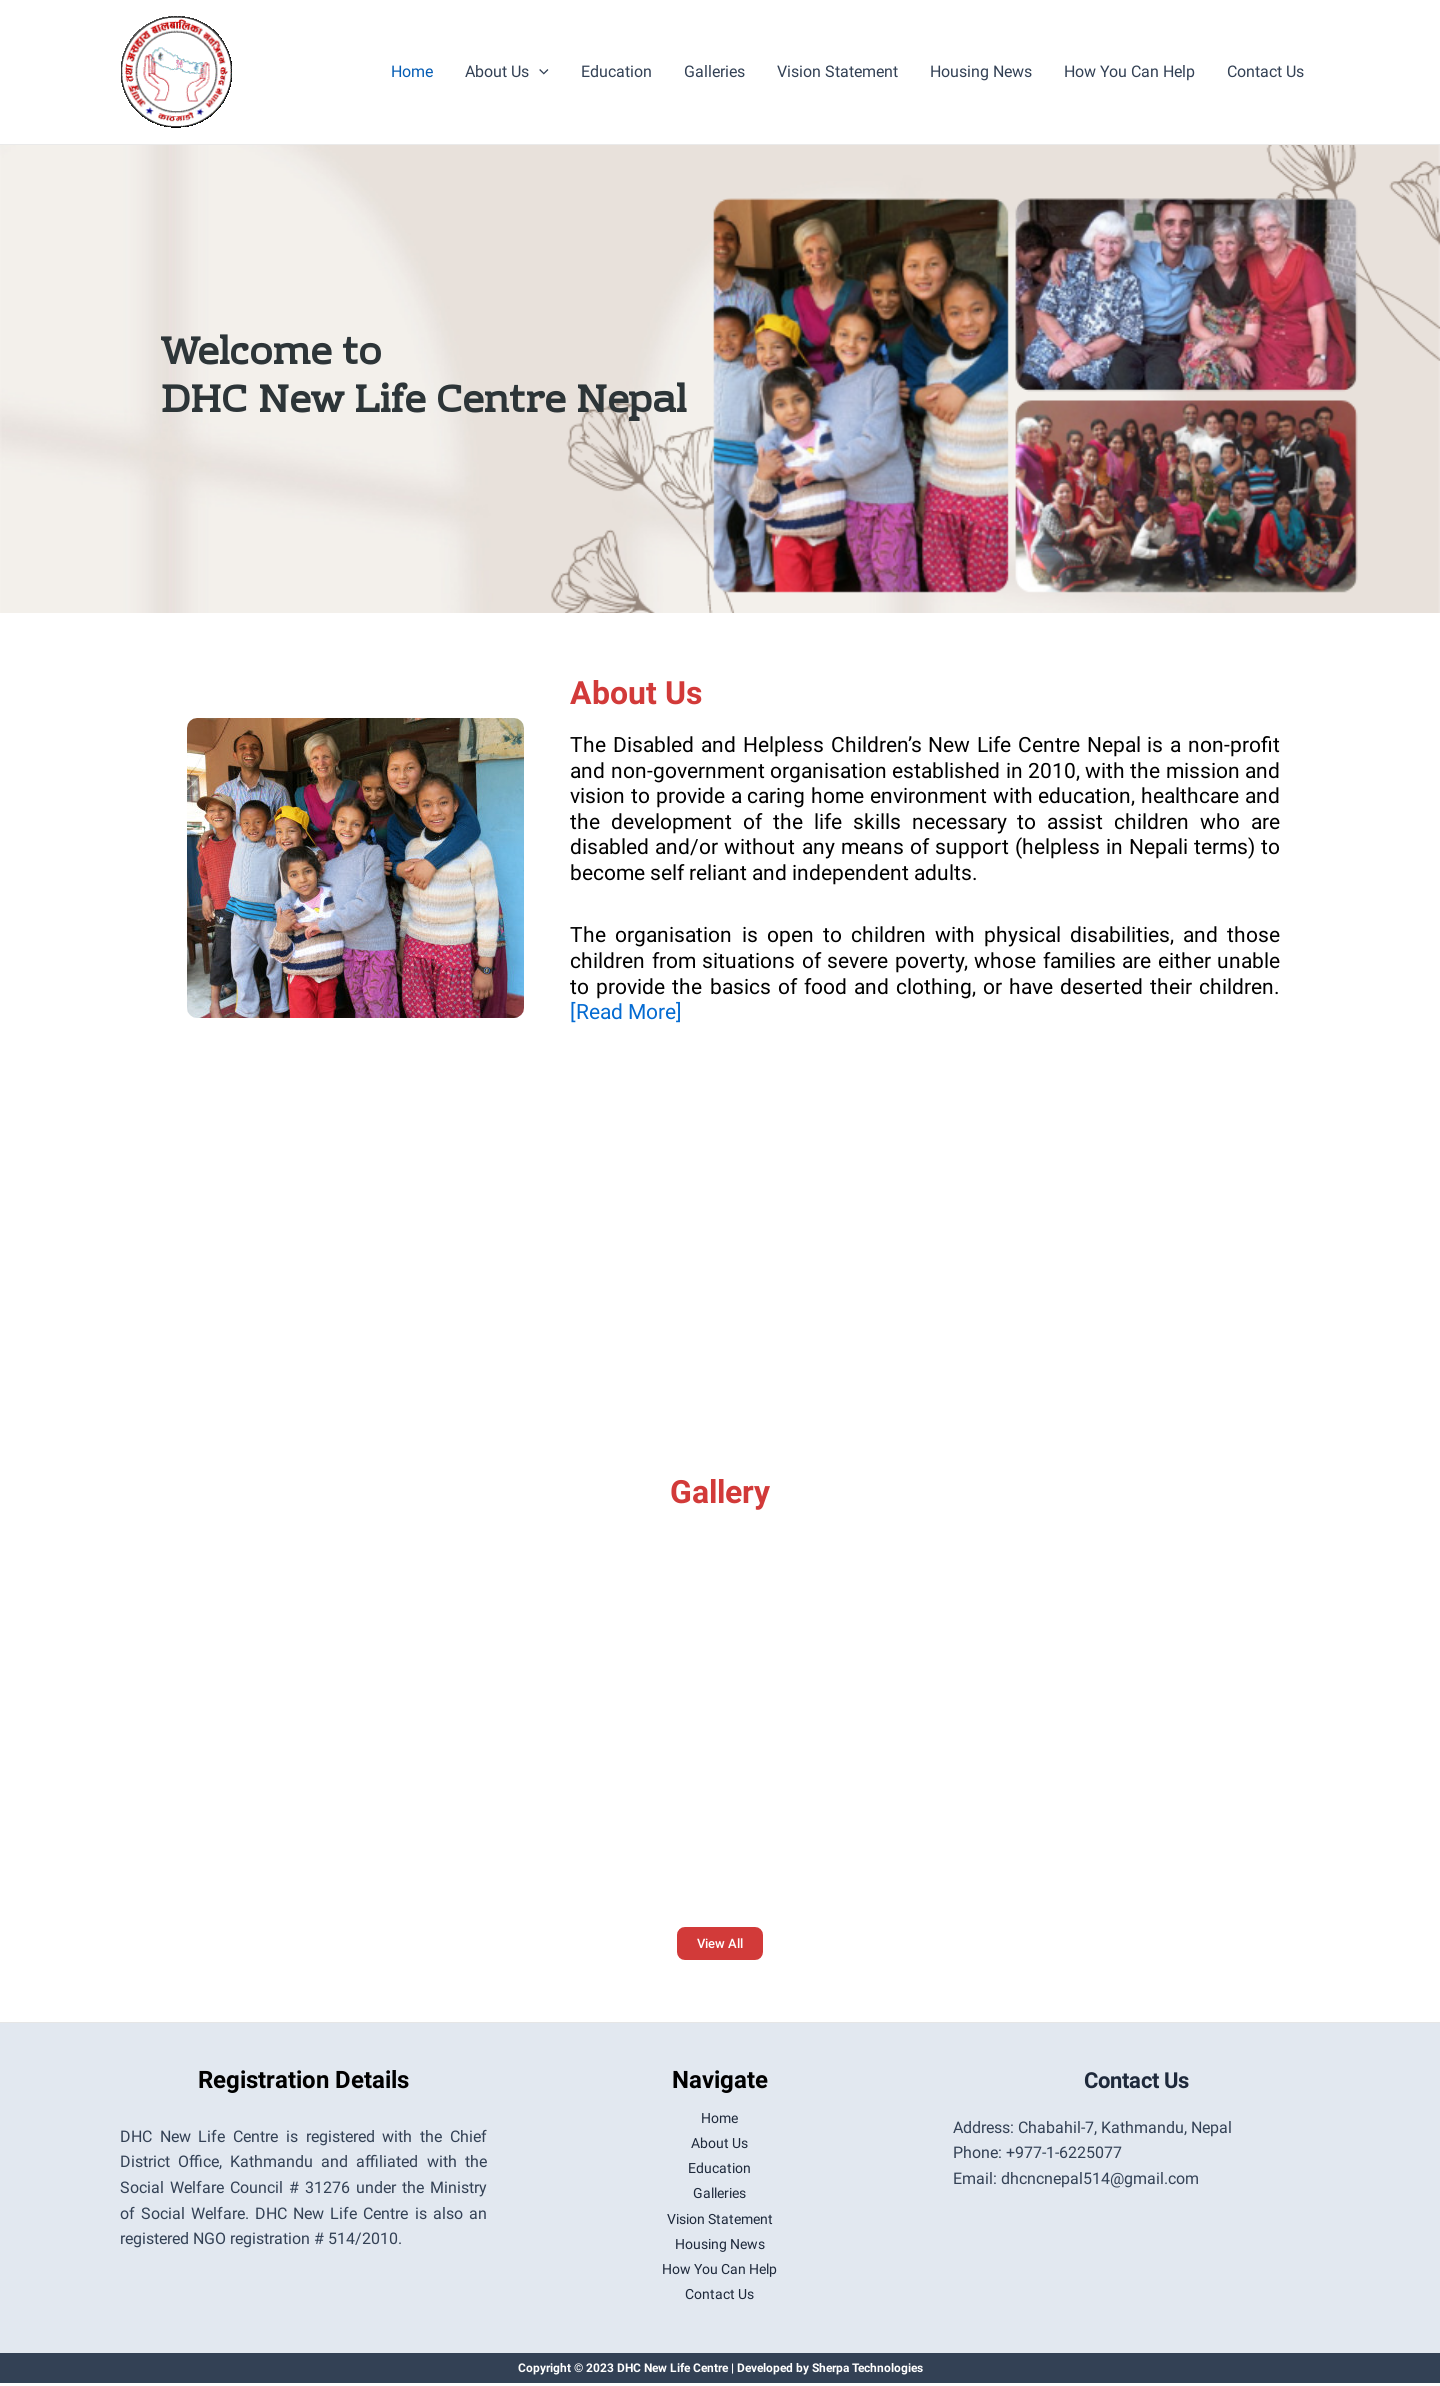 अपाङ्ग तथा असहाय बालबालिका नवजिवन केन्द्र नेपाल
काठमाडौं
Home
About Us
Education
Galleries
Vision Statement
Housing News
How You Can Help
Contact Us
Welcome to
DHC New Life Centre Nepal
About Us
The Disabled and Helpless Children’s New Life Centre Nepal is a non-profit
and non-government organisation established in 2010, with the mission and
vision to provide a caring home environment with education, healthcare and
the development of the life skills necessary to assist children who are
disabled and/or without any means of support (helpless in Nepali terms) to
become self reliant and independent adults.
The organisation is open to children with physical disabilities, and those
children from situations of severe poverty, whose families are either unable
to provide the basics of food and clothing, or have deserted their children.
[Read More]
Gallery
View All
Registration Details
DHC New Life Centre is registered with the Chief
District Office, Kathmandu and affiliated with the
Social Welfare Council # 31276 under the Ministry
of Social Welfare. DHC New Life Centre is also an
registered NGO registration # 514/2010.
Navigate
Home
About Us
Education
Galleries
Vision Statement
Housing News
How You Can Help
Contact Us
Contact Us
Address: Chabahil-7, Kathmandu, Nepal
Phone: +977-1-6225077
Email: dhcncnepal514@gmail.com
Copyright © 2023 DHC New Life Centre | Developed by Sherpa Technologies